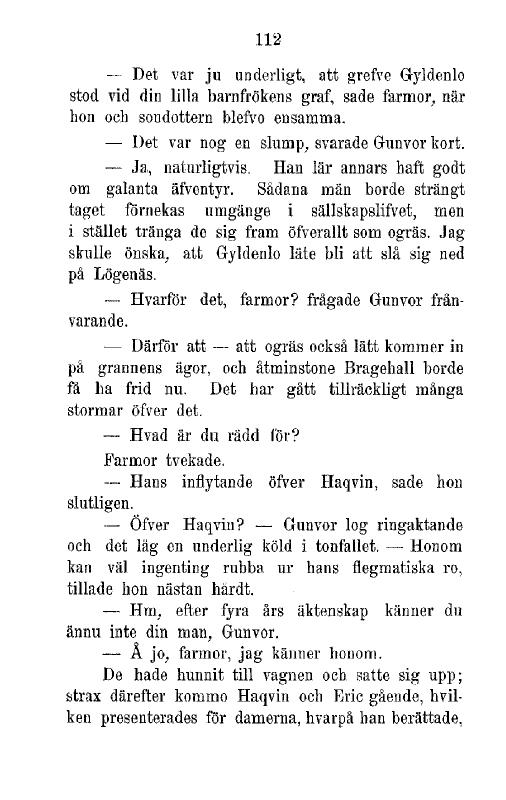 112
— Det var ju underligt, att grefve Gyldenlo
stod vid din lilla barnfrökens graf, sade farmor, när
hon och sondottern blefvo ensamma.
— Det var nog en slump, svarade Gunvor kort.
— Ja, naturligtvis. Han lär annars haft godt
om galanta äfventyr. Sådana män borde strängt
taget förnekas umgänge i sällskapslifvet, men
i stället tränga de sig fram öfverallt som ogräs. Jag
skulle önska, att Gyldenlo läte bli att slå sig ned
på Lögenäs.
— Hvarför det, farmor? frågade Gunvor från-
varande.
— Därför att — att ogräs också lätt kommer in
på grannens ägor, och åtminstone Bragehall borde
få ha frid nu. Det har gått tillräckligt många
stormar öfver det.
— Hvad är du rädd för?
Farmor tvekade.
— Hans inflytande öfver Haqvin, sade hon
slutligen.
— Öfver Haqvin? — Gunvor log ringaktande
och det låg en underlig köld i tonfallet. — Honom
kan väl ingenting rubba ur hans flegmatiska ro,
tillade hon nästan hårdt.
— Hm, efter fyra års äktenskap känner du
ännu inte din man, Gunvor.
— Å jo, farmor, jag känner honom.
De hade hunnit till vagnen och satte sig upp;
strax därefter kommo Haqvin och Eric gående, hvil-
ken presenterades för damerna, hvarpå han berättade,